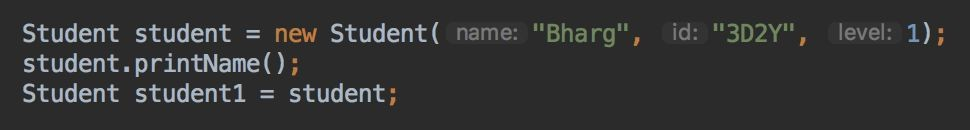 Student student = new Student( name: "Bharg", id: "3D2Y", level: 1);
student.printName();
Student student1 = student;